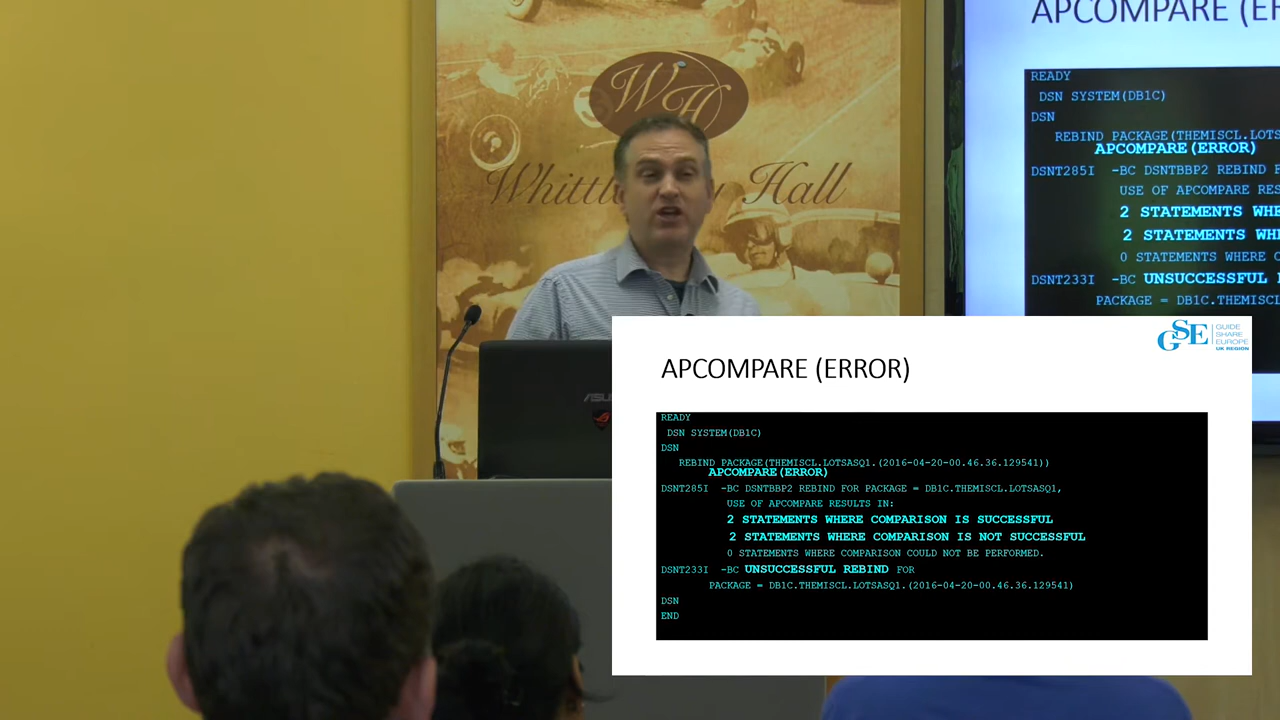 WH
Whittl y Hall
APCOMPARE (ER
READY
DSN SYSTEM(DB1C)
DSN
REBIND PACKAGE(THEMISCL.LOTS
APCOMPARE(ERROR)
DSNT285I -BC DSNTBBP2 REBIND F
USE OF APCOMPARE RES
2 STATEMENTS WHE
2 STATEMENTS WH
0 STATEMENTS WHERE C
DSNT233I -BC UNSUCCESSFUL
PACKAGE = DB1C.THEMISCL
ASUS
GSE GUIDE
SHARE
EUROPE
UK REGION
APCOMPARE (ERROR)
READY
DSN SYSTEM(DB1C)
DSN
REBIND PACKAGE(THEMISCL.LOTSASQ1.(2016-04-20-00.46.36.129541))
APCOMPARE(ERROR)
DSNT285I -BC DSNTBBP2 REBIND FOR PACKAGE = DB1C.THEMISCL.LOTSASQ1,
USE OF APCOMPARE RESULTS IN:
2 STATEMENTS WHERE COMPARISON IS SUCCESSFUL
2 STATEMENTS WHERE COMPARISON IS NOT SUCCESSFUL
0 STATEMENTS WHERE COMPARISON COULD NOT BE PERFORMED.
DSNT233I -BC UNSUCCESSFUL REBIND FOR
PACKAGE = DB1C.THEMISCL.LOTSASQ1.(2016-04-20-00.46.36.129541)
DSN
END